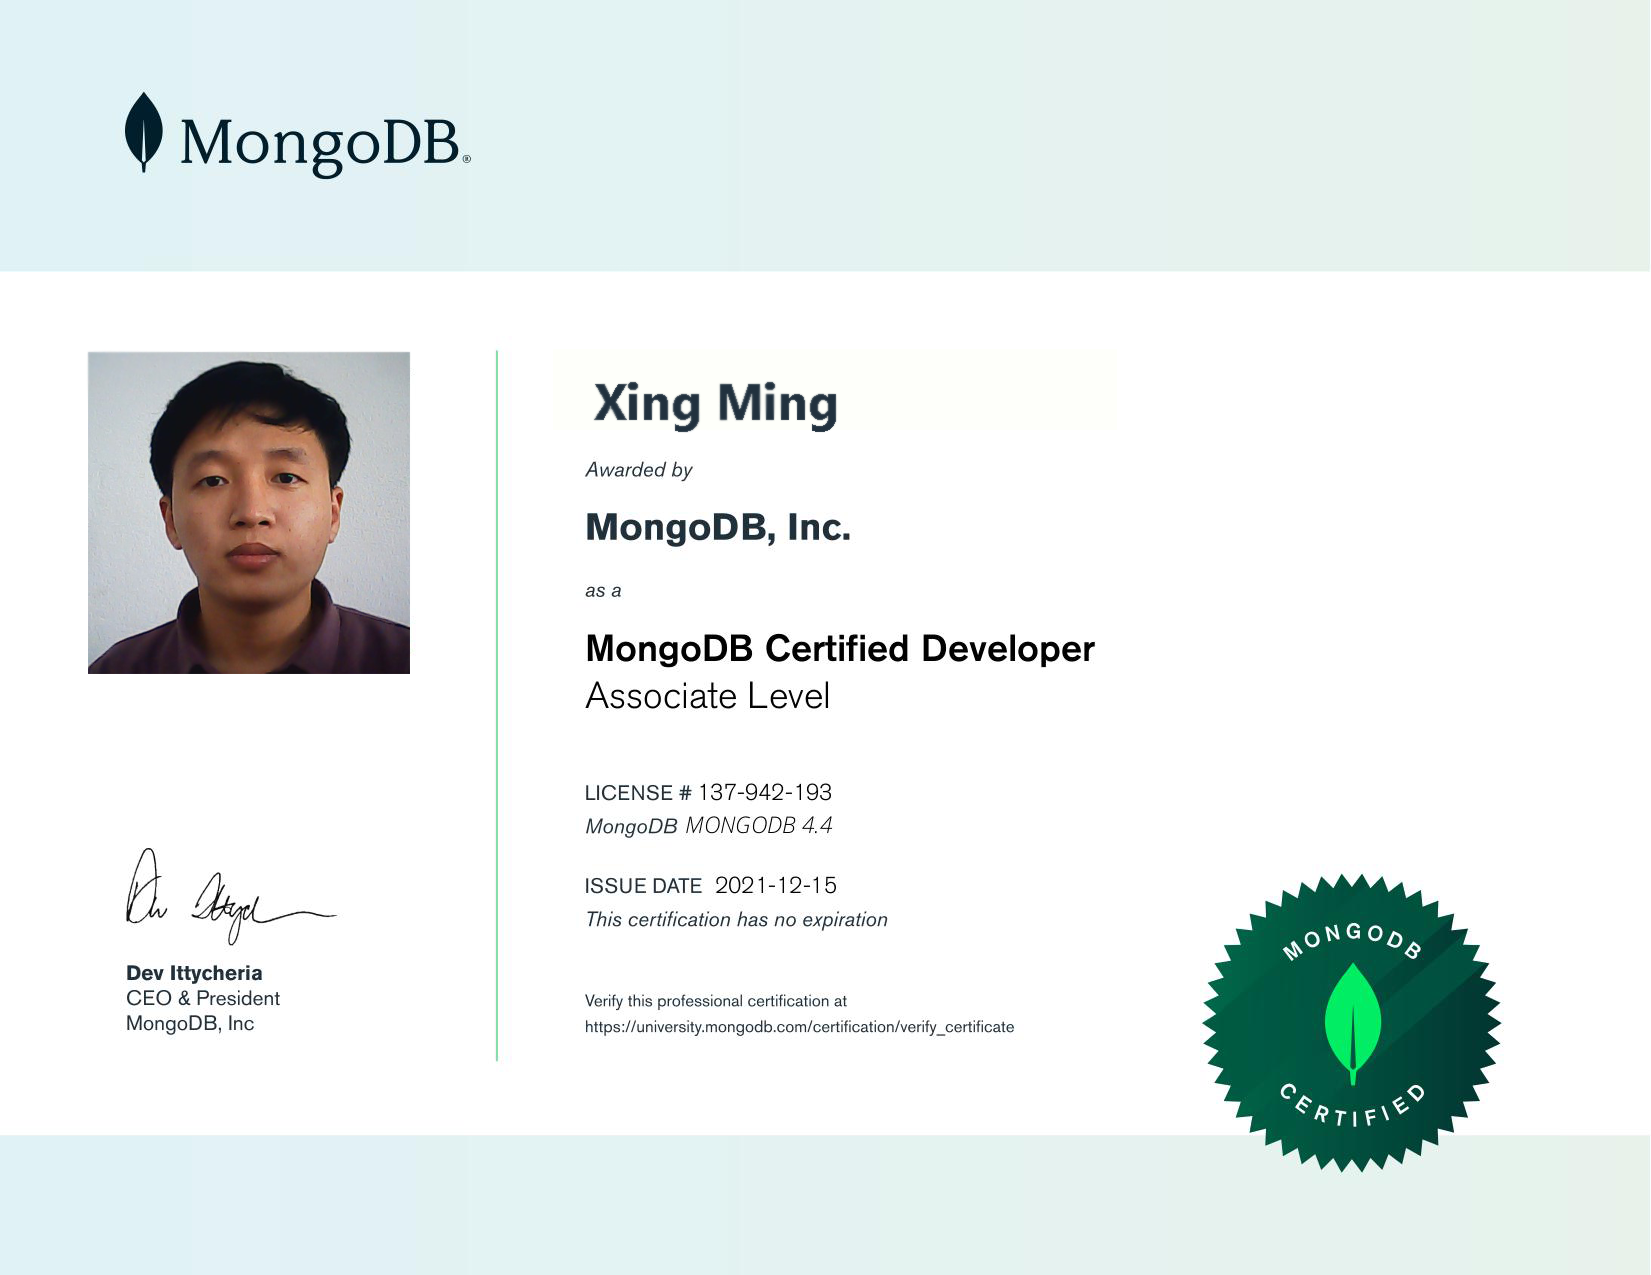 MongoDB®
Xing Ming
Awarded by
MongoDB, Inc.
as a
MongoDB Certified Developer
Associate Level
LICENSE # 137-942-193
MongoDB MONGODB 4.4
ISSUE DATE 2021-12-15
This certification has no expiration
Verify this professional certification at
https://university.mongodb.com/certification/verify_certificate
Dev Ittycheria
CEO & President
MongoDB, Inc
MONGODB
CERTIFIED